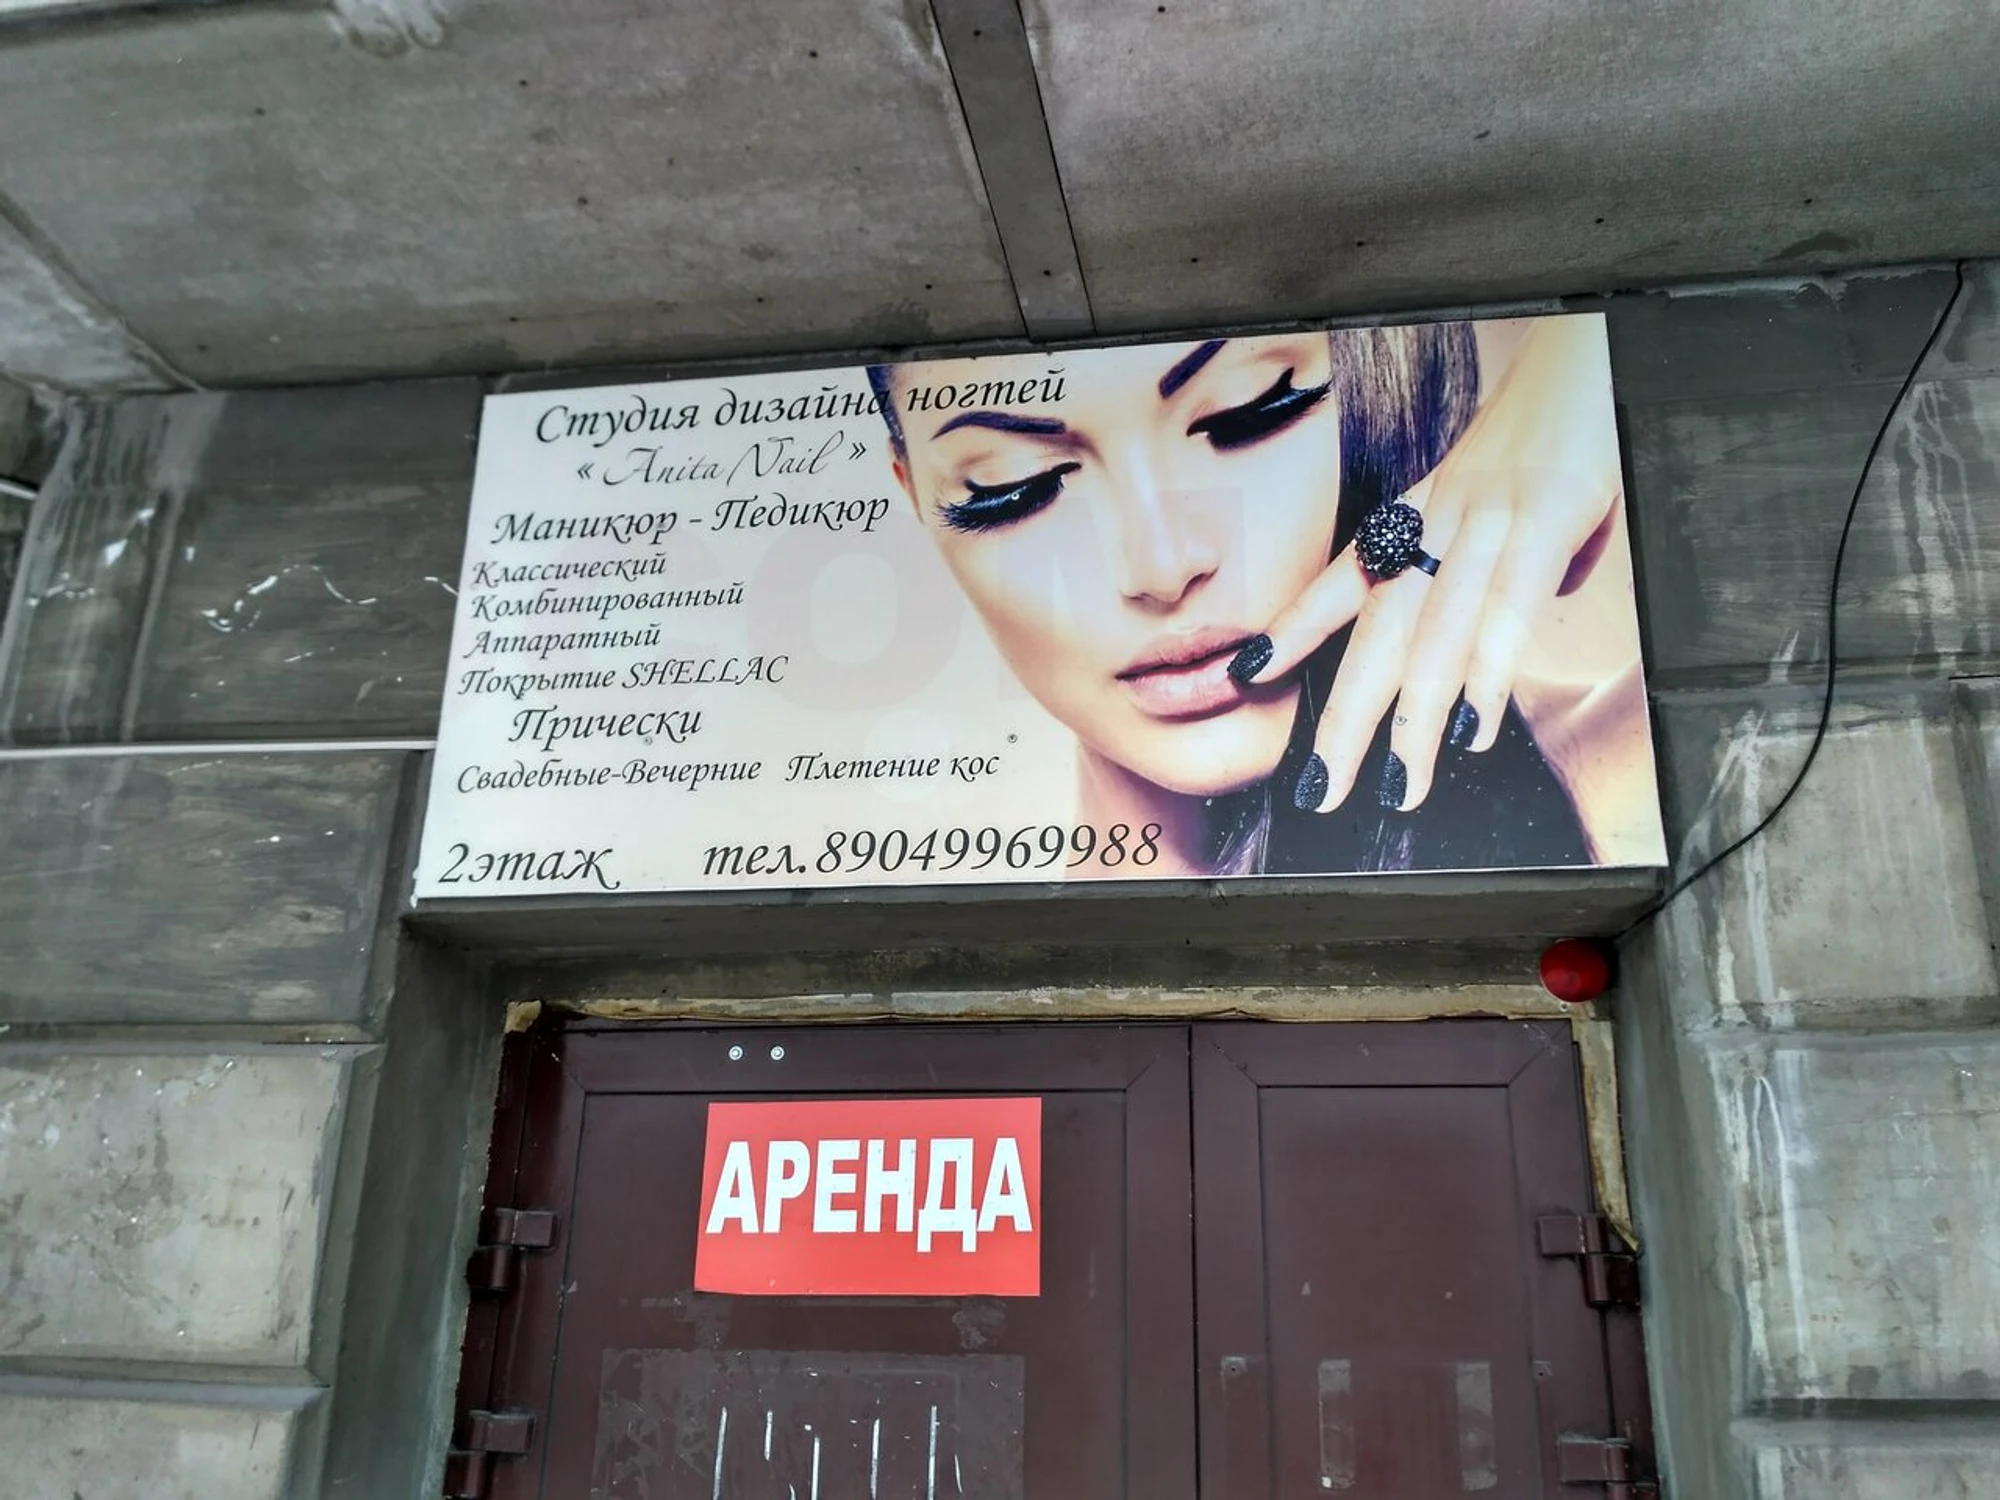 Студия дизайна ногтей
« Anita Nail »
Маникюр - Педикюр
Классический
Комбинированный
Аппаратный
Покрытие SHELLAC
Прически
Свадебные-Вечерние Плетение кос
2этаж тел.89049969988
АРЕНДА